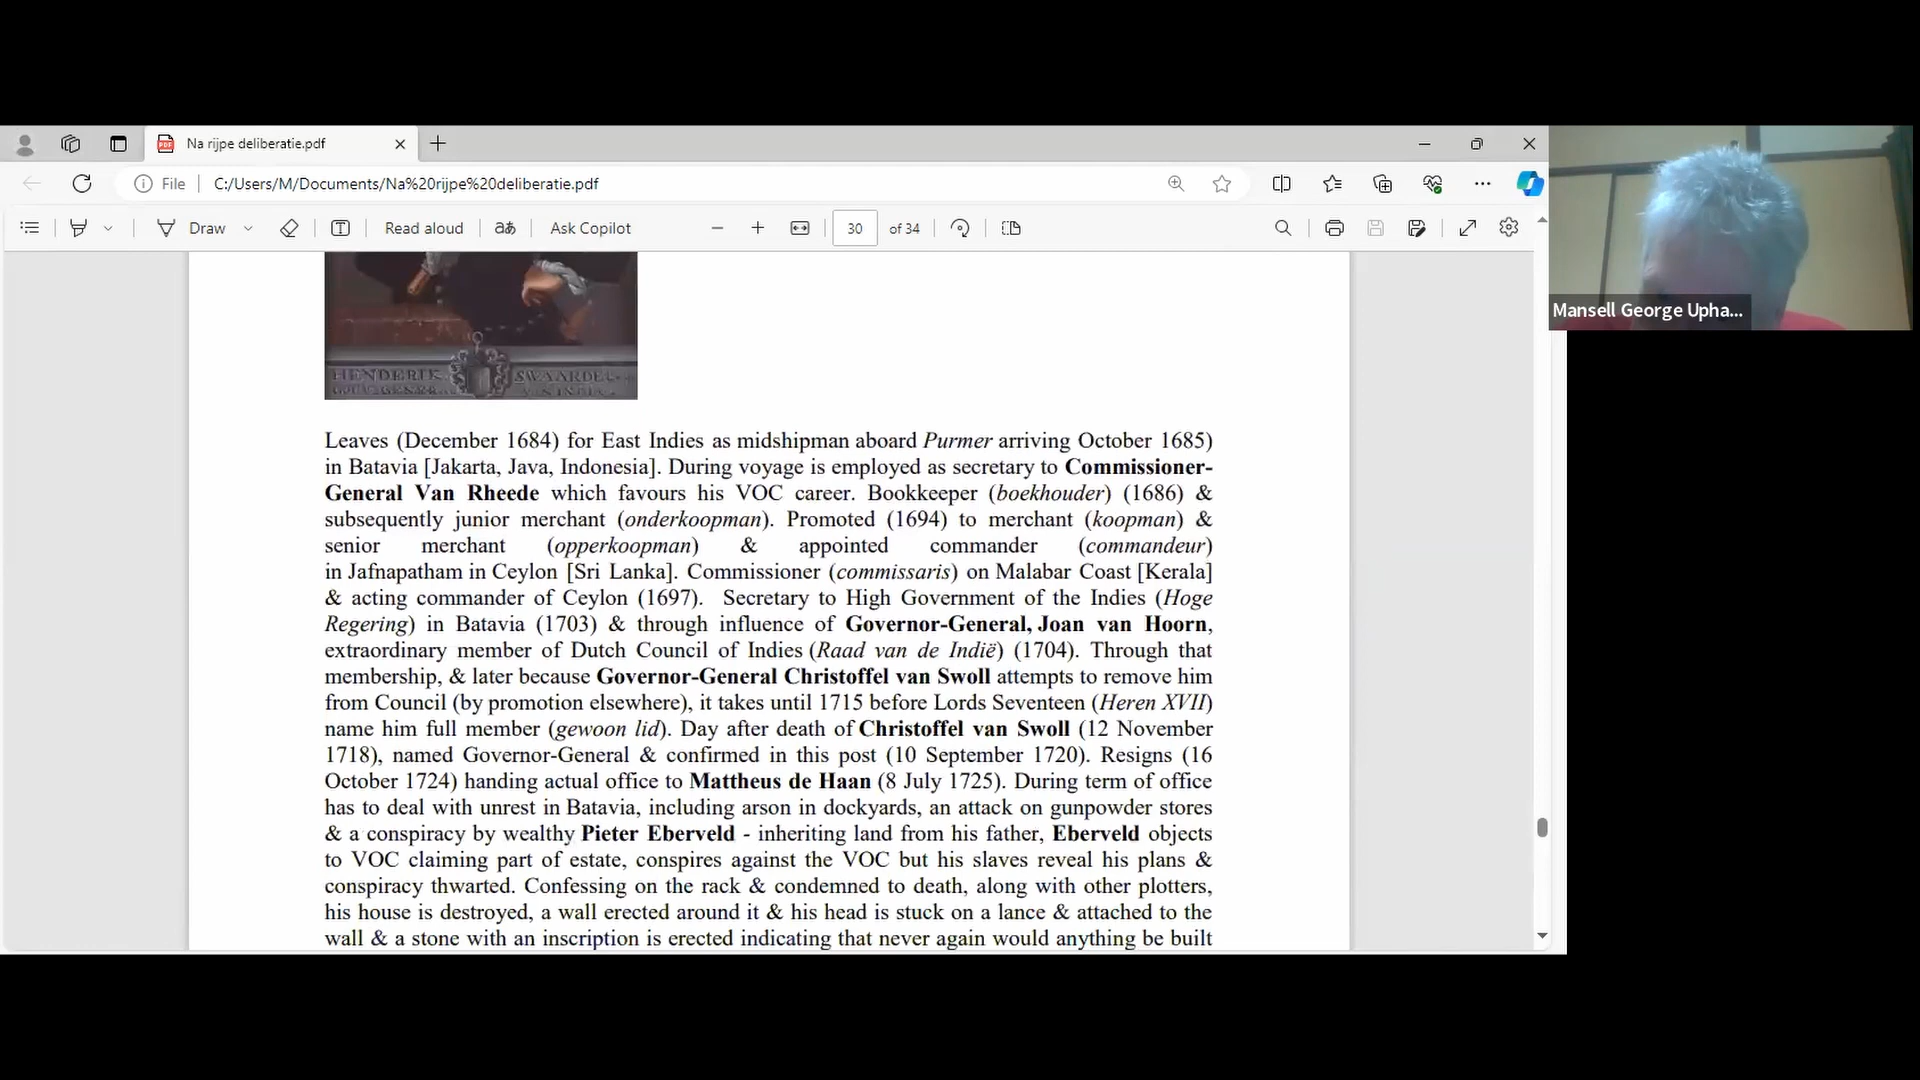 Na rijpe deliberatie.pdf
File
C:/Users/M/Documents/Na%20rijpe%20deliberatie.pdf
Draw
Read aloud
aあ
Ask Copilot
30 of 34
Mansell George Upha...
HENDERIK SWAARDE
Leaves (December 1684) for East Indies as midshipman aboard Purmer arriving October 1685)
in Batavia [Jakarta, Java, Indonesia]. During voyage is employed as secretary to Commissioner-
General Van Rheede which favours his VOC career. Bookkeeper (boekhouder) (1686) &
subsequently junior merchant (onderkoopman). Promoted (1694) to merchant (koopman) &
senior merchant (opperkoopman) & appointed commander (commandeur)
in Jafnapatham in Ceylon [Sri Lanka]. Commissioner (commissaris) on Malabar Coast [Kerala]
& acting commander of Ceylon (1697). Secretary to High Government of the Indies (Hoge
Regering) in Batavia (1703) & through influence of Governor-General, Joan van Hoorn,
extraordinary member of Dutch Council of Indies (Raad van de Indië) (1704). Through that
membership, & later because Governor-General Christoffel van Swoll attempts to remove him
from Council (by promotion elsewhere), it takes until 1715 before Lords Seventeen (Heren XVII)
name him full member (gewoon lid). Day after death of Christoffel van Swoll (12 November
1718), named Governor-General & confirmed in this post (10 September 1720). Resigns (16
October 1724) handing actual office to Mattheus de Haan (8 July 1725). During term of office
has to deal with unrest in Batavia, including arson in dockyards, an attack on gunpowder stores
& a conspiracy by wealthy Pieter Eberveld - inheriting land from his father, Eberveld objects
to VOC claiming part of estate, conspires against the VOC but his slaves reveal his plans &
conspiracy thwarted. Confessing on the rack & condemned to death, along with other plotters,
his house is destroyed, a wall erected around it & his head is stuck on a lance & attached to the
wall & a stone with an inscription is erected indicating that never again would anything be built